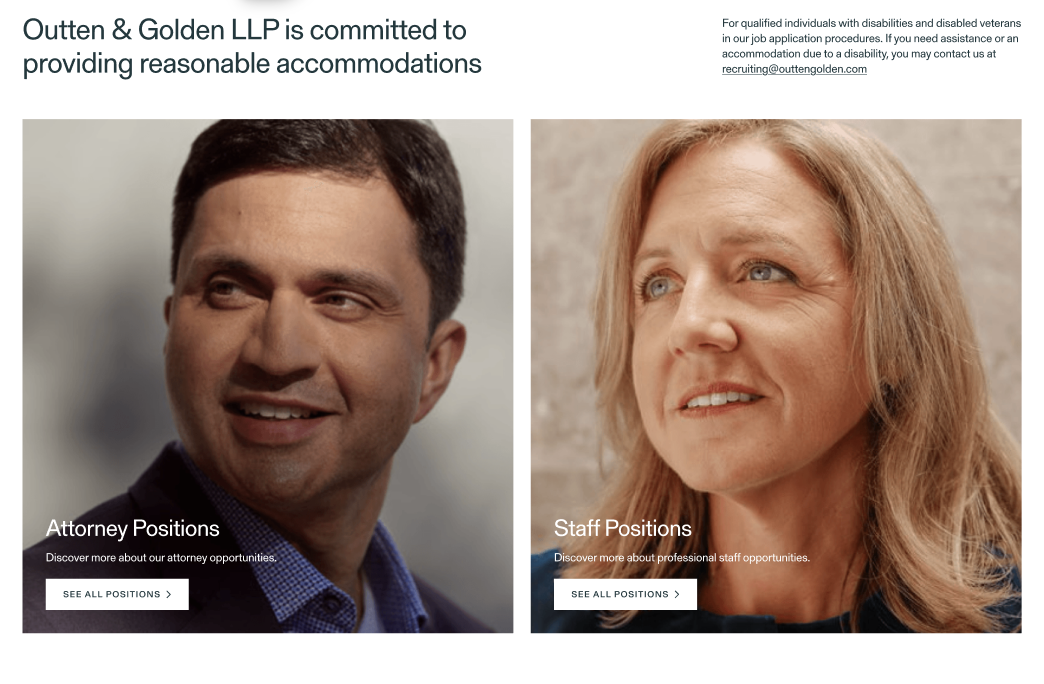 Outten & Golden LLP is committed to
providing reasonable accommodations
For qualified individuals with disabilities and disabled veterans
in our job application procedures. If you need assistance or an
accommodation due to a disability, you may contact us at
recruiting@outtengolden.com
Attorney Positions
Discover more about our attorney opportunities.
SEE ALL POSITIONS >
Staff Positions
Discover more about professional staff opportunities.
SEE ALL POSITIONS >